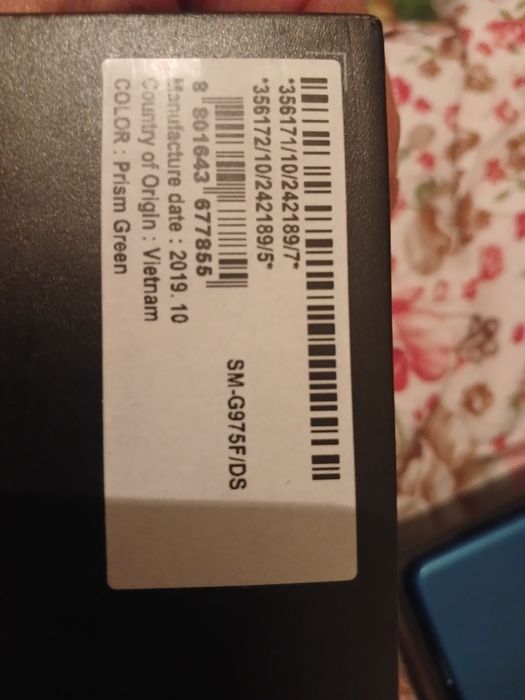 *356171/10/242189/7*
*356172/10/242189/5*
SM-G975F/DS
8 801643 677855
Manufacture date : 2019. 10
Country of Origin : Vietnam
COLOR : Prism Green